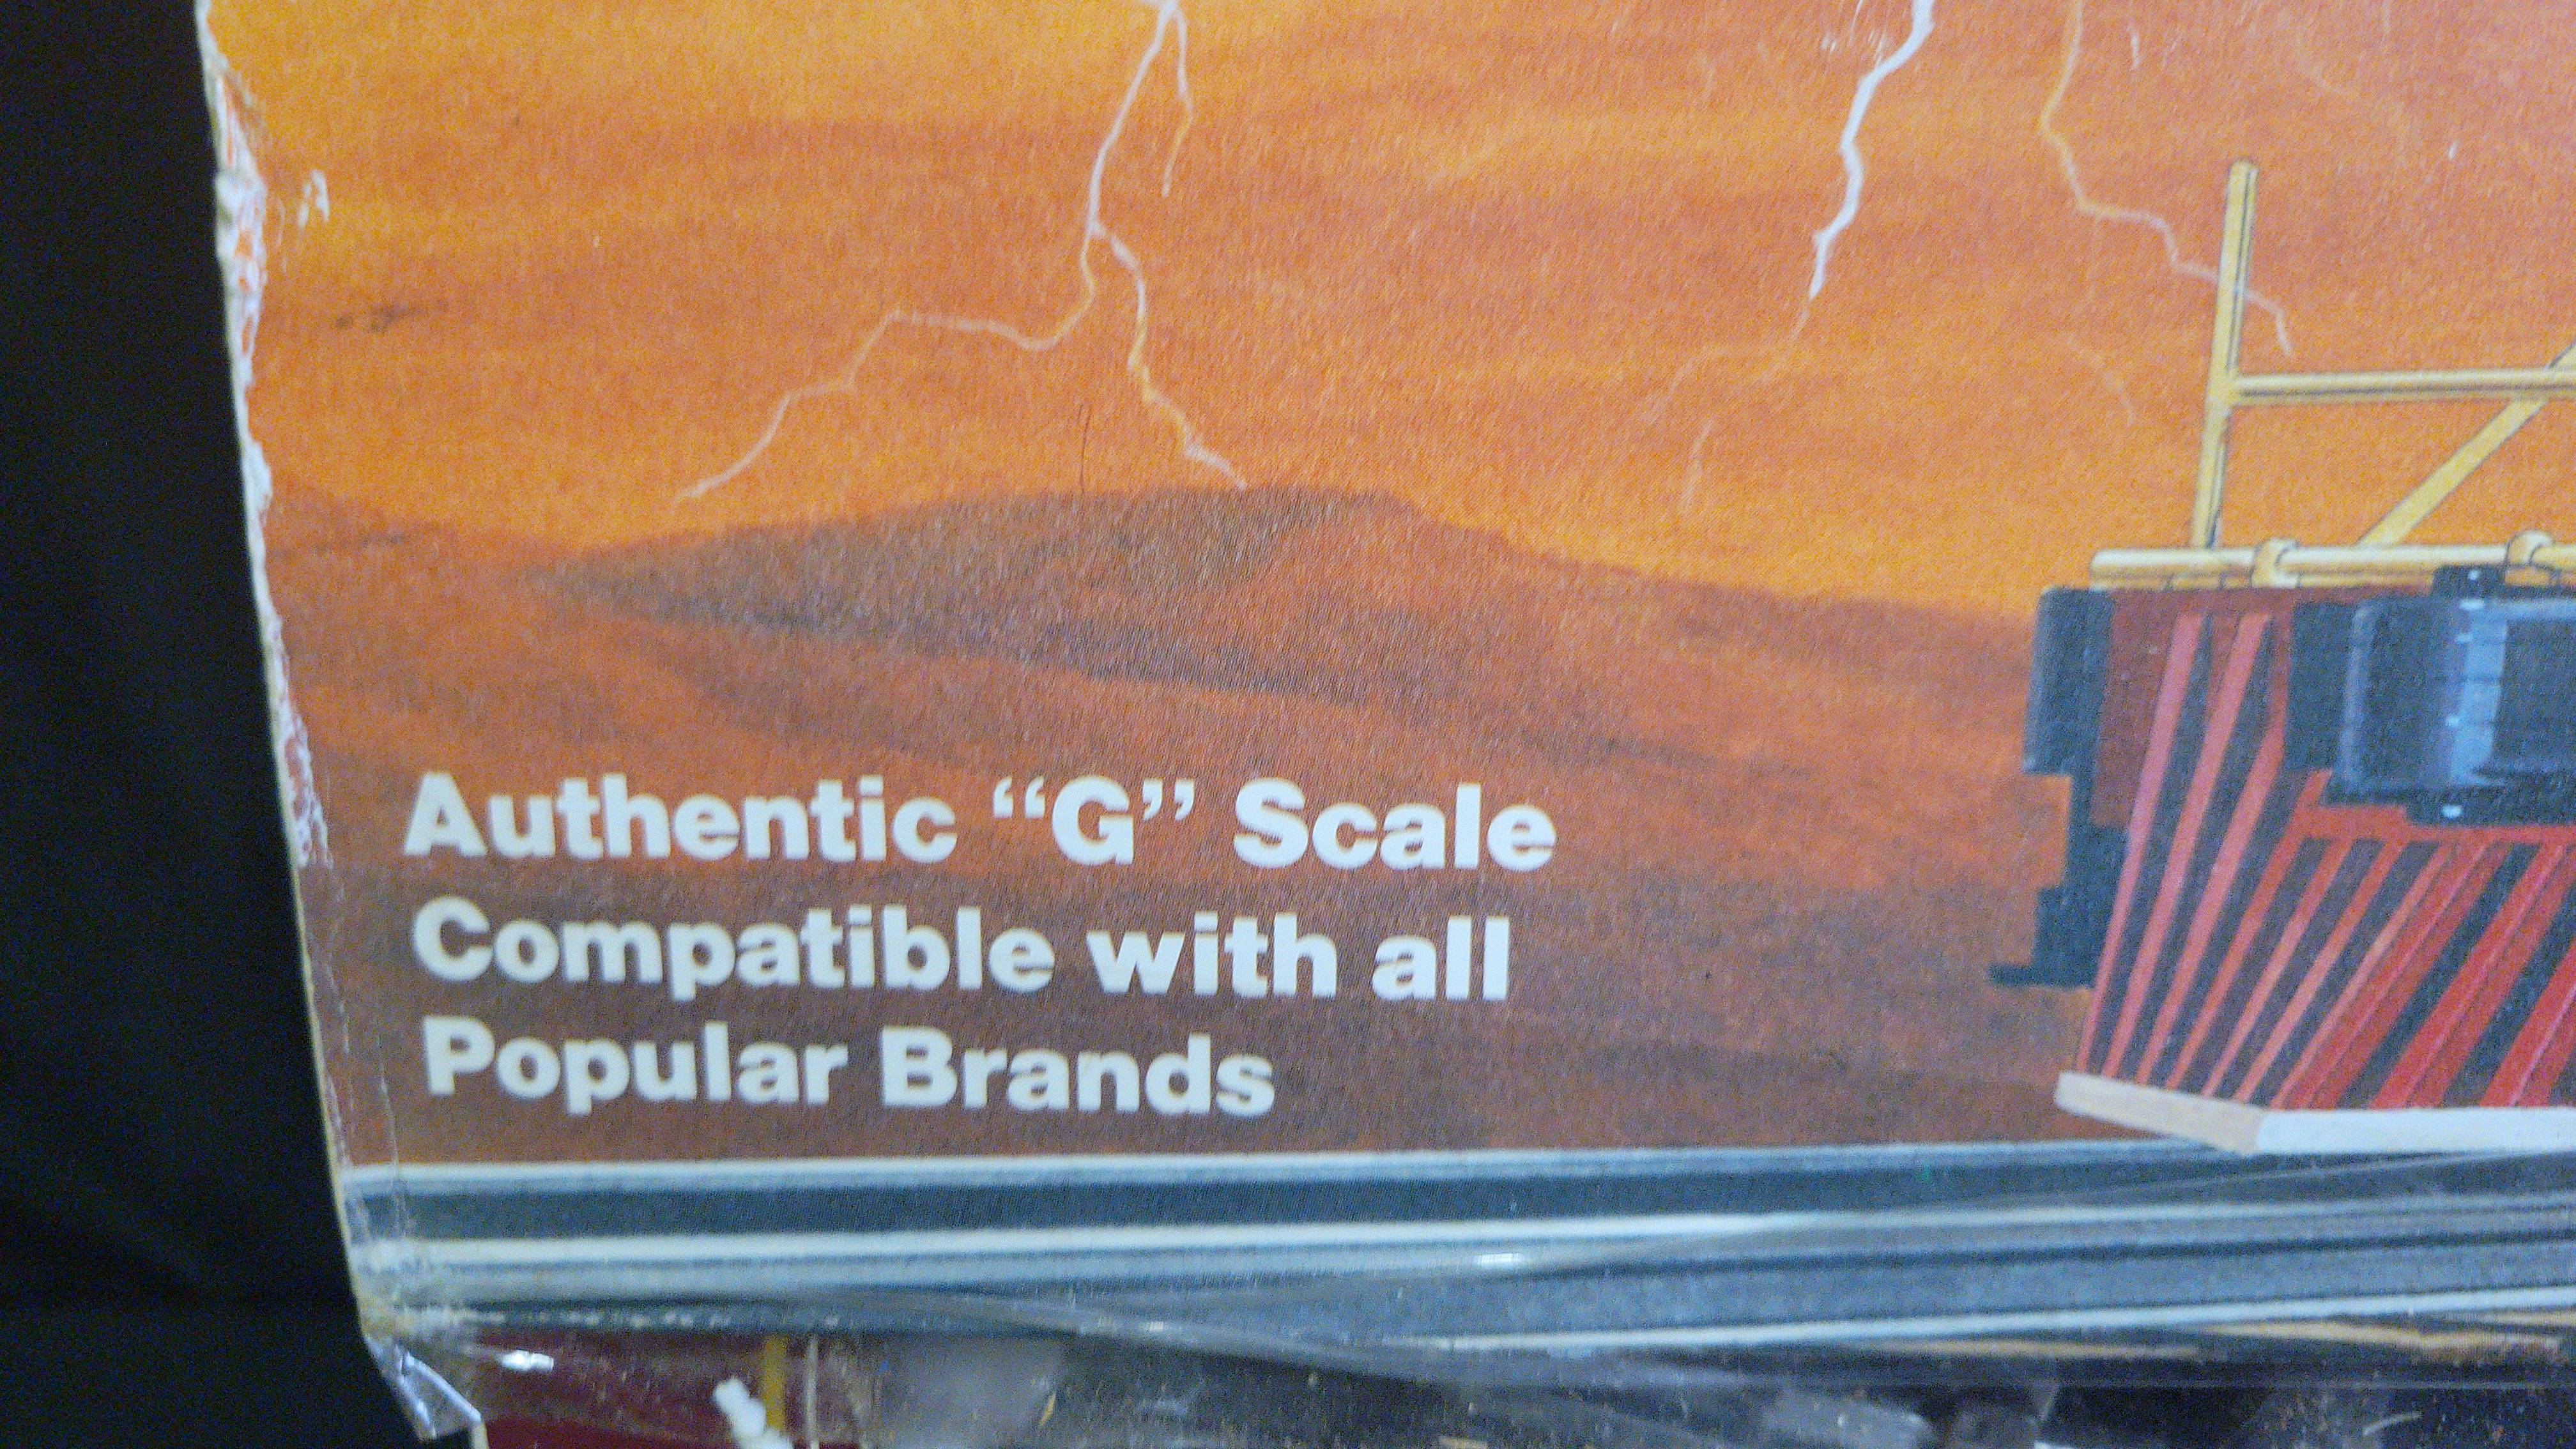 Authentic “G” Scale
Compatible with all
Popular Brands